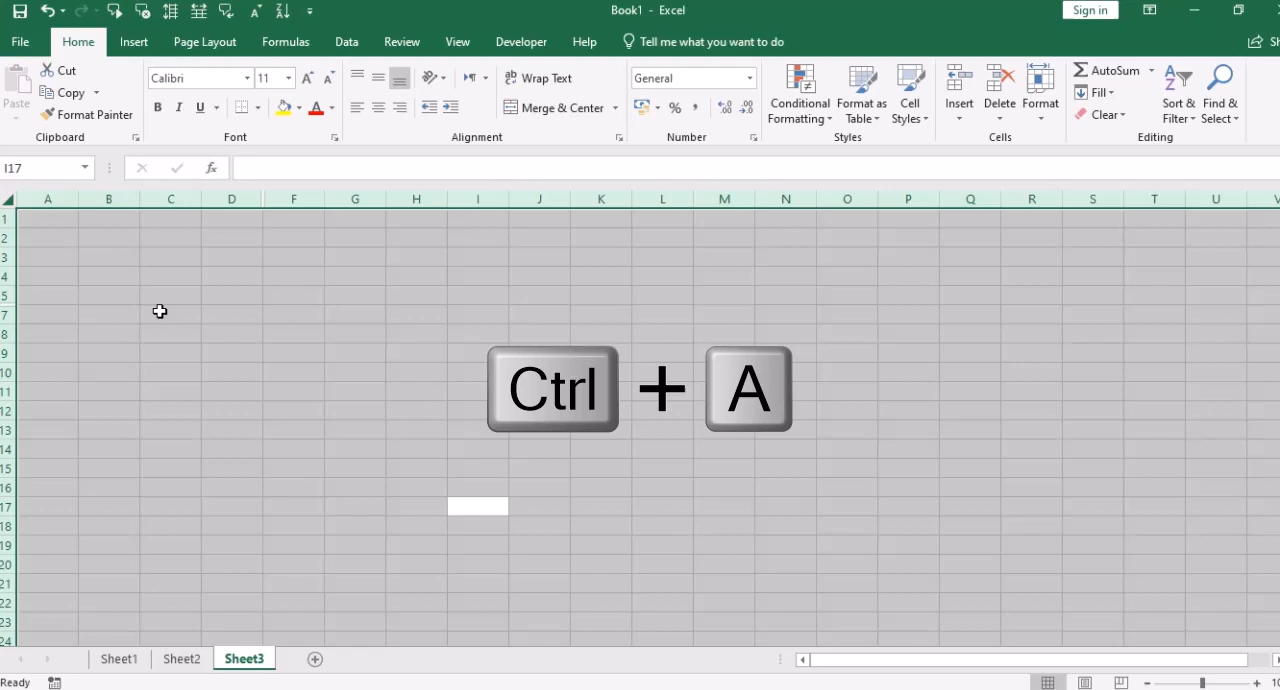 Book1 - Excel
Sign in
File Home Insert Page Layout Formulas Data Review View Developer Help Tell me what you want to do Sh
Paste
Cut
Copy
Format Painter
Clipboard
Calibri 11
B I U
Font
Wrap Text
Merge & Center
Alignment
General
% ,
Number
Conditional Formatting
Format as Table
Cell Styles
Styles
Insert Delete Format
Cells
AutoSum
Fill
Clear
Sort & Filter
Find & Select
Editing
I17
fx
A B C D F G H I J K L M N O P Q R S T U V
1
2
3
4
5
7
8
9
10
11
12
13
14
15
16
17
18
19
20
21
22
23
24
Ctrl + A
Sheet1 Sheet2 Sheet3
Ready
10